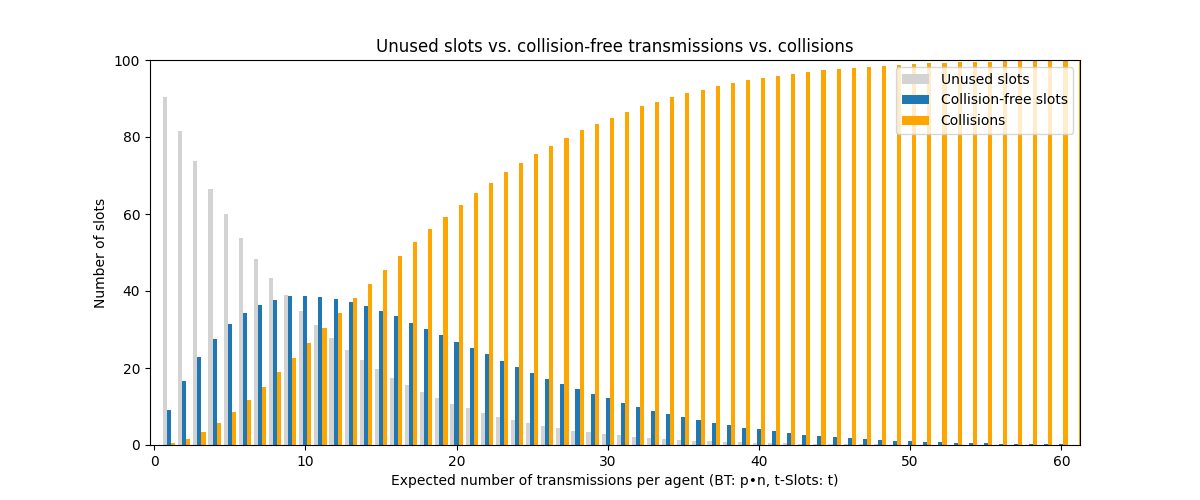 Unused slots vs. collision-free transmissions vs. collisions
Number of slots
100
80
60
40
20
0
Unused slots
Collision-free slots
Collisions
0 10 20 30 40 50 60
Expected number of transmissions per agent (BT: p•n, t-Slots: t)